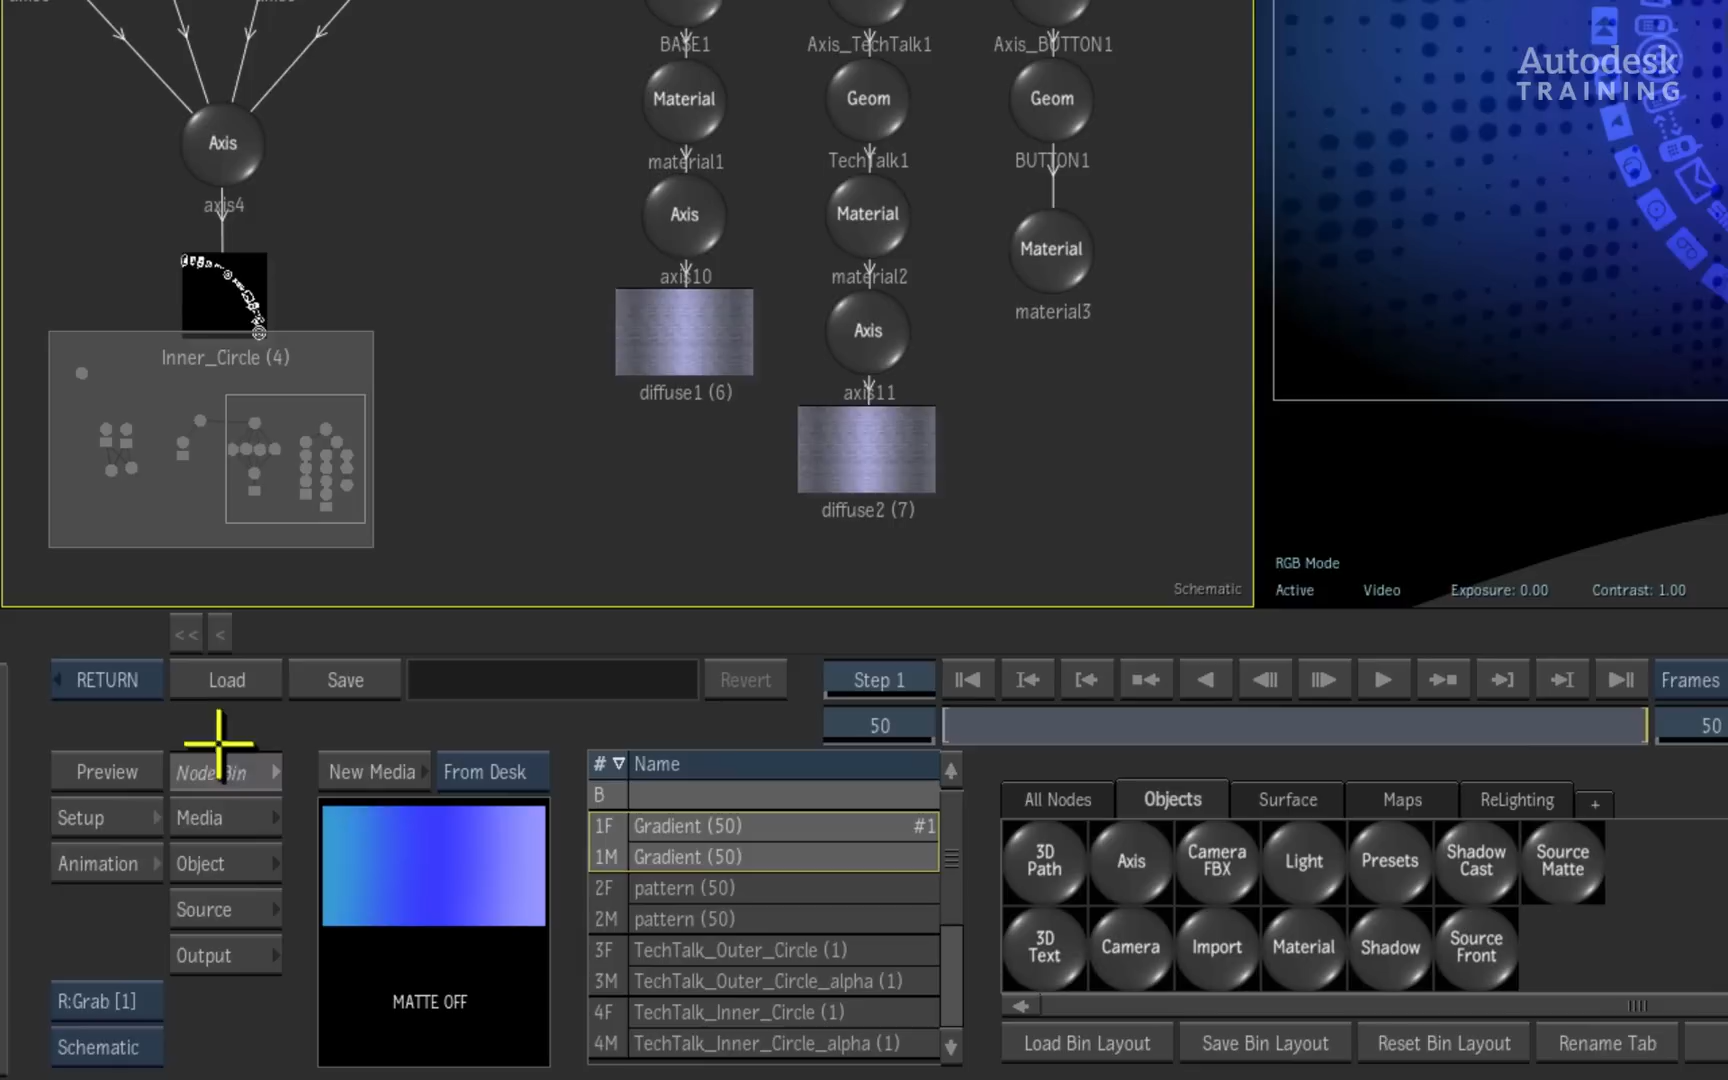 BASE1
Axis_TechTalk1
Axis_BUTTON1
Autodesk
TRAINING
Material
Geom
Geom
Axis
material1
TechTalk1
BUTTON1
axis4
Axis
Material
Material
axis10
material2
material3
Axis
Inner_Circle (4)
diffuse1 (6)
axis11
diffuse2 (7)
RGB Mode
Schematic
Active Video Exposure: 0.00 Contrast: 1.00
<< <
RETURN Load Save Revert Step 1 Frames
50 50
Preview Node Bin New Media From Desk # Name
B
Setup Media
Animation Object
Source
Output
R:Grab [1]
Schematic
MATTE OFF
1F Gradient (50) #1
1M Gradient (50)
2F pattern (50)
2M pattern (50)
3F TechTalk_Outer_Circle (1)
3M TechTalk_Outer_Circle_alpha (1)
4F TechTalk_Inner_Circle (1)
4M TechTalk_Inner_Circle_alpha (1)
All Nodes Objects Surface Maps ReLighting +
3D Path Axis Camera FBX Light Presets Shadow Cast Source Matte
3D Text Camera Import Material Shadow Source Front
Load Bin Layout Save Bin Layout Reset Bin Layout Rename Tab